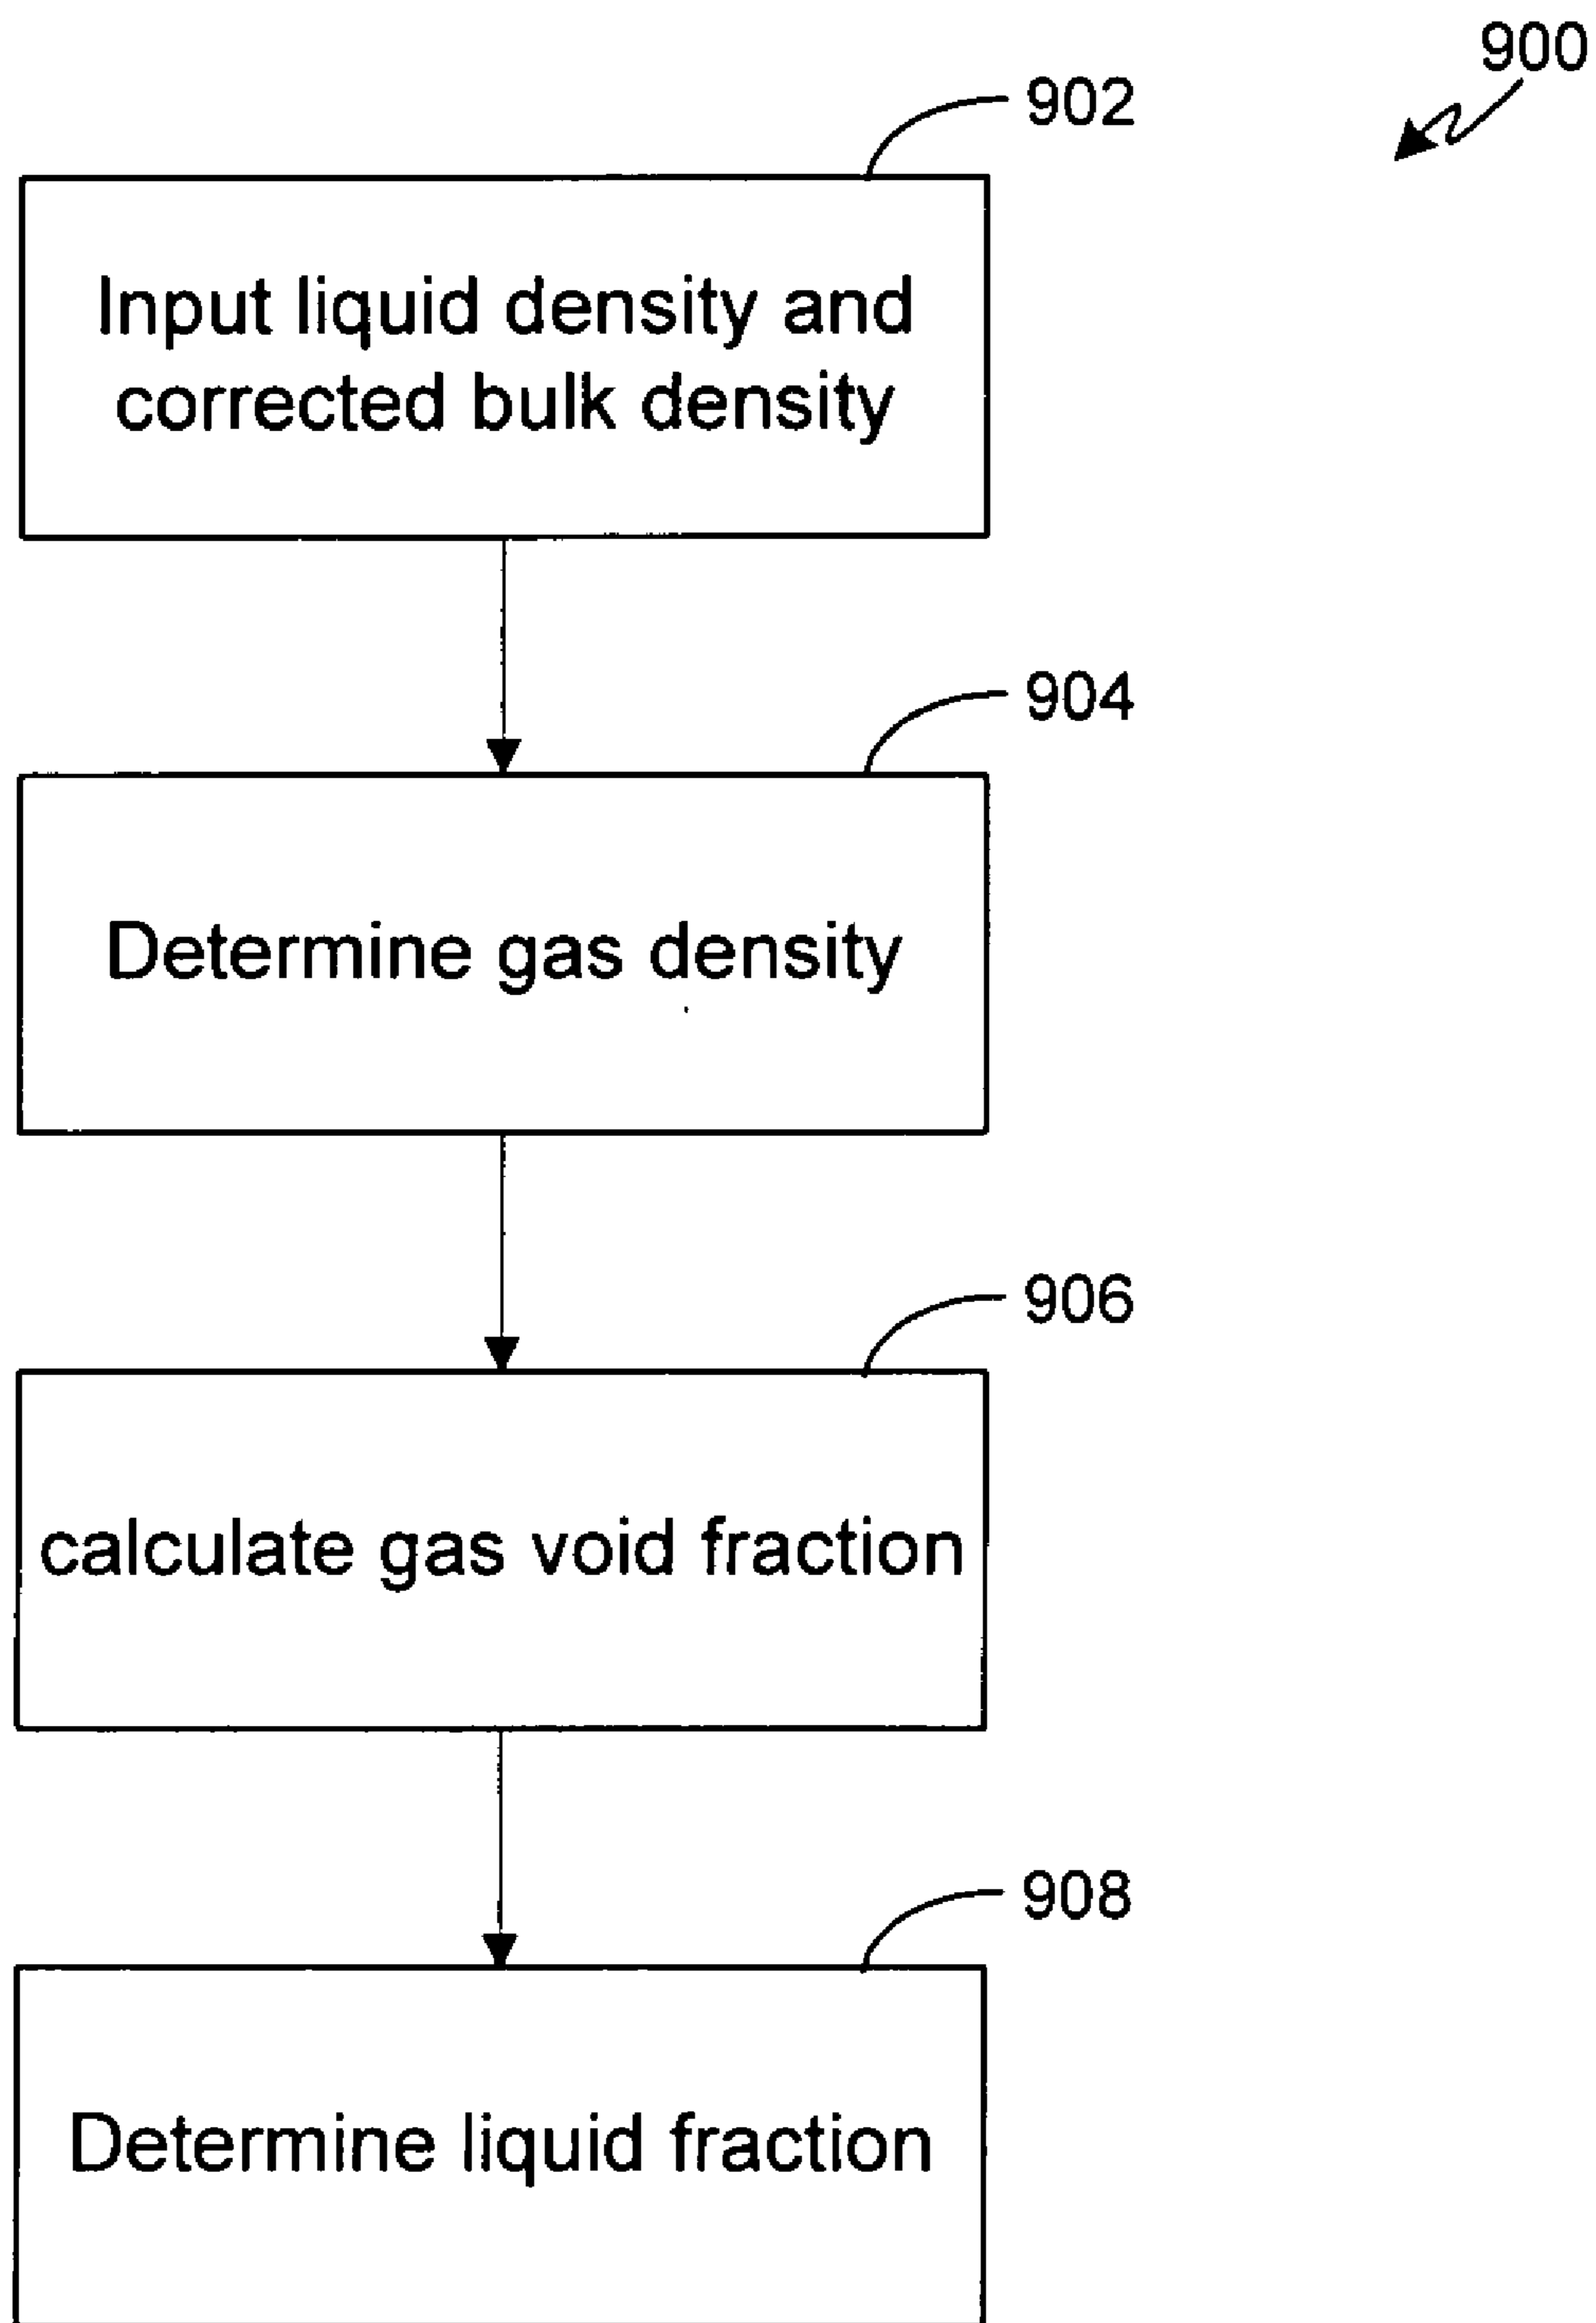 900
902
Input liquid density and
corrected bulk density
904
Determine gas density
906
calculate gas void fraction
908
Determine liquid fraction